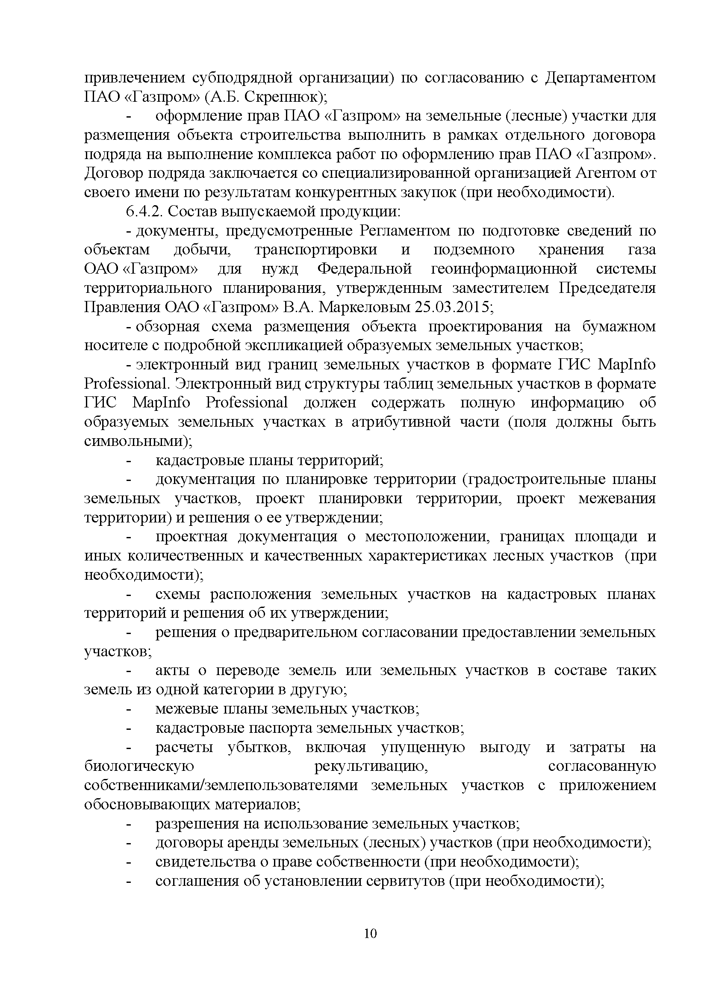 привлечением субподрядной организации) по согласованию с Департаментом
ПАО «Газпром» (А.Б. Скрепнюк);
- оформление прав ПАО «Газпром» на земельные (лесные) участки для
размещения объекта строительства выполнить в рамках отдельного договора
подряда на выполнение комплекса работ по оформлению прав ПАО «Газпром».
Договор подряда заключается со специализированной организацией Агентом от
своего имени по результатам конкурентных закупок (при необходимости).
6.4.2. Состав выпускаемой продукции:
- документы, предусмотренные Регламентом по подготовке сведений по
объектам добычи, транспортировки и подземного хранения газа
ОАО «Газпром» для нужд Федеральной геоинформационной системы
территориального планирования, утвержденным заместителем Председателя
Правления ОАО «Газпром» В.А. Маркеловым 25.03.2015;
- обзорная схема размещения объекта проектирования на бумажном
носителе с подробной экспликацией образуемых земельных участков;
- электронный вид границ земельных участков в формате ГИС MapInfo
Professional. Электронный вид структуры таблиц земельных участков в формате
ГИС MapInfo Professional должен содержать полную информацию об
образуемых земельных участках в атрибутивной части (поля должны быть
символьными);
- кадастровые планы территорий;
- документация по планировке территории (градостроительные планы
земельных участков, проект планировки территории, проект межевания
территории) и решения о ее утверждении;
- проектная документация о местоположении, границах площади и
иных количественных и качественных характеристиках лесных участков (при
необходимости);
- схемы расположения земельных участков на кадастровых планах
территорий и решения об их утверждении;
- решения о предварительном согласовании предоставлении земельных
участков;
- акты о переводе земель или земельных участков в составе таких
земель из одной категории в другую;
- межевые планы земельных участков;
- кадастровые паспорта земельных участков;
- расчеты убытков, включая упущенную выгоду и затраты на
биологическую рекультивацию, согласованную
собственниками/землепользователями земельных участков с приложением
обосновывающих материалов;
- разрешения на использование земельных участков;
- договоры аренды земельных (лесных) участков (при необходимости);
- свидетельства о праве собственности (при необходимости);
- соглашения об установлении сервитутов (при необходимости);
10